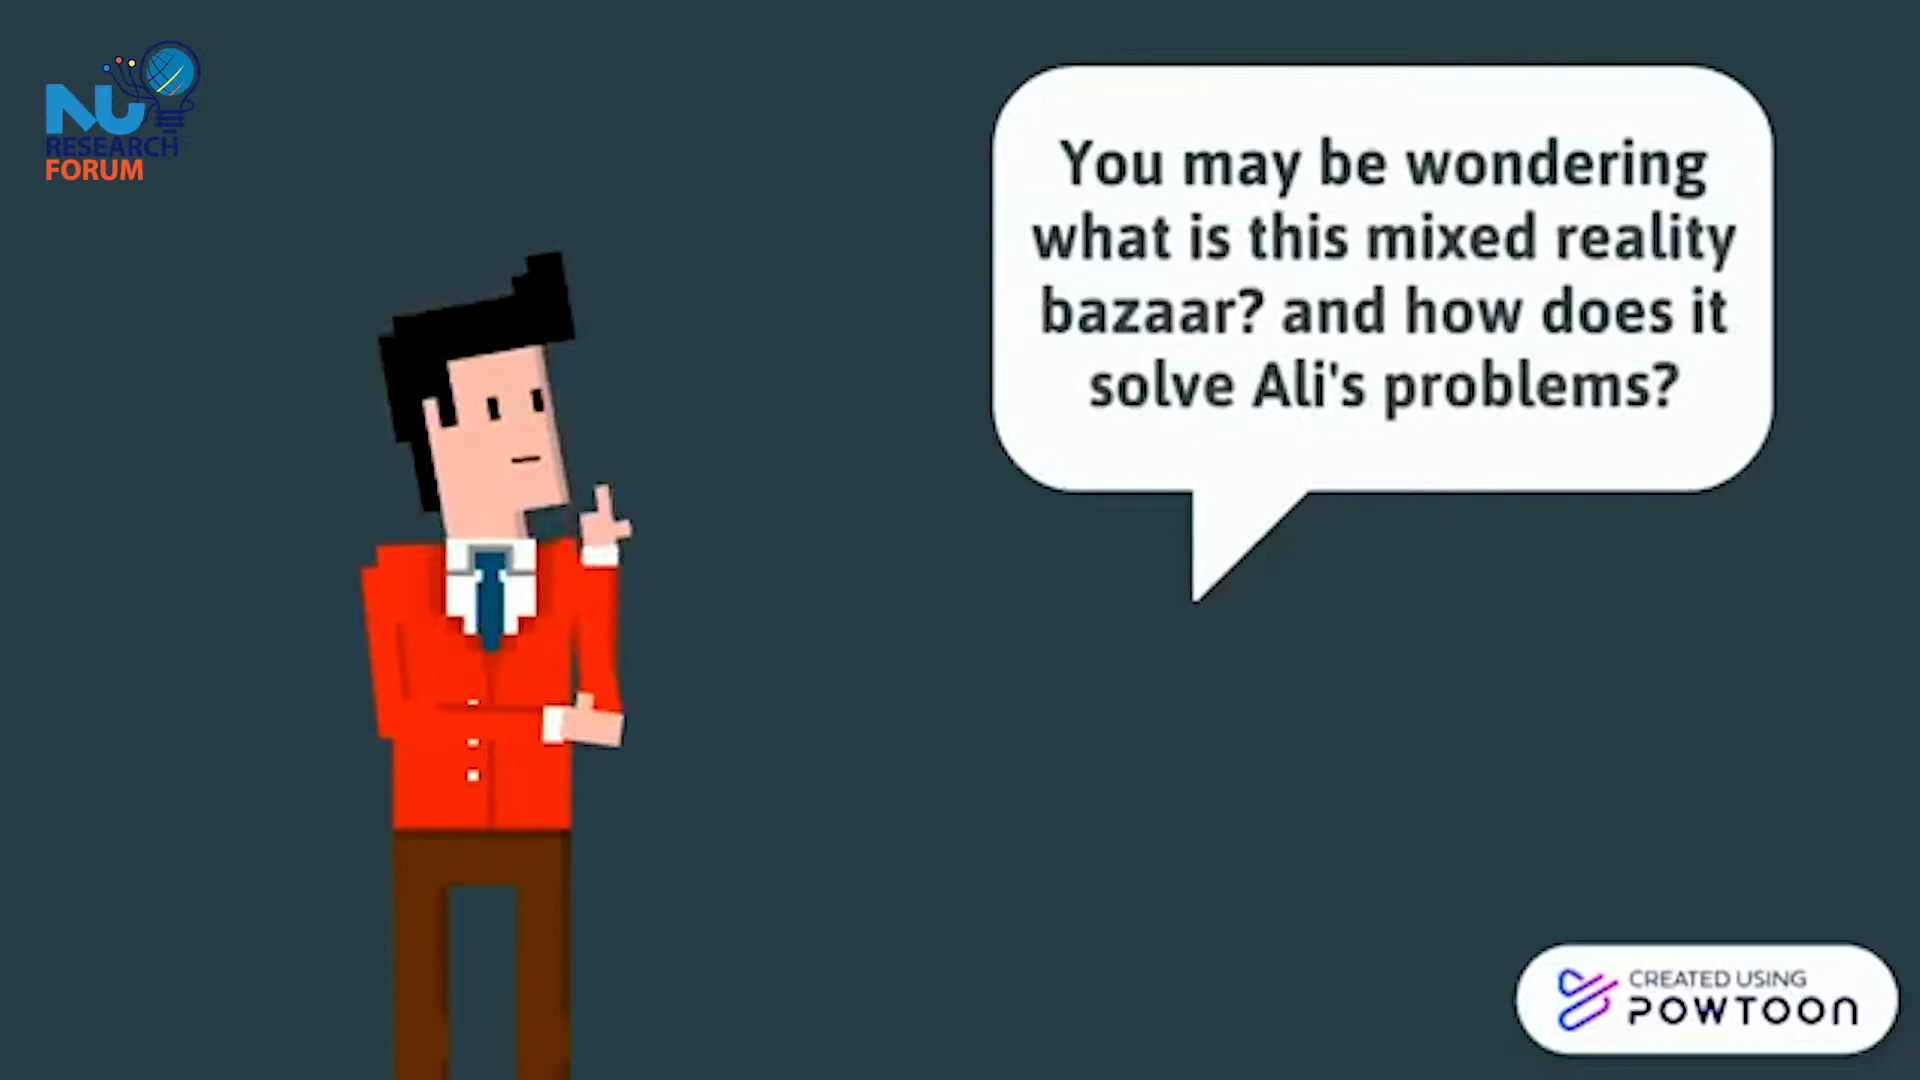 NU
RESEARCH
FORUM
You may be wondering
what is this mixed reality
bazaar? and how does it
solve Ali's problems?
CREATED USING
POWTOON